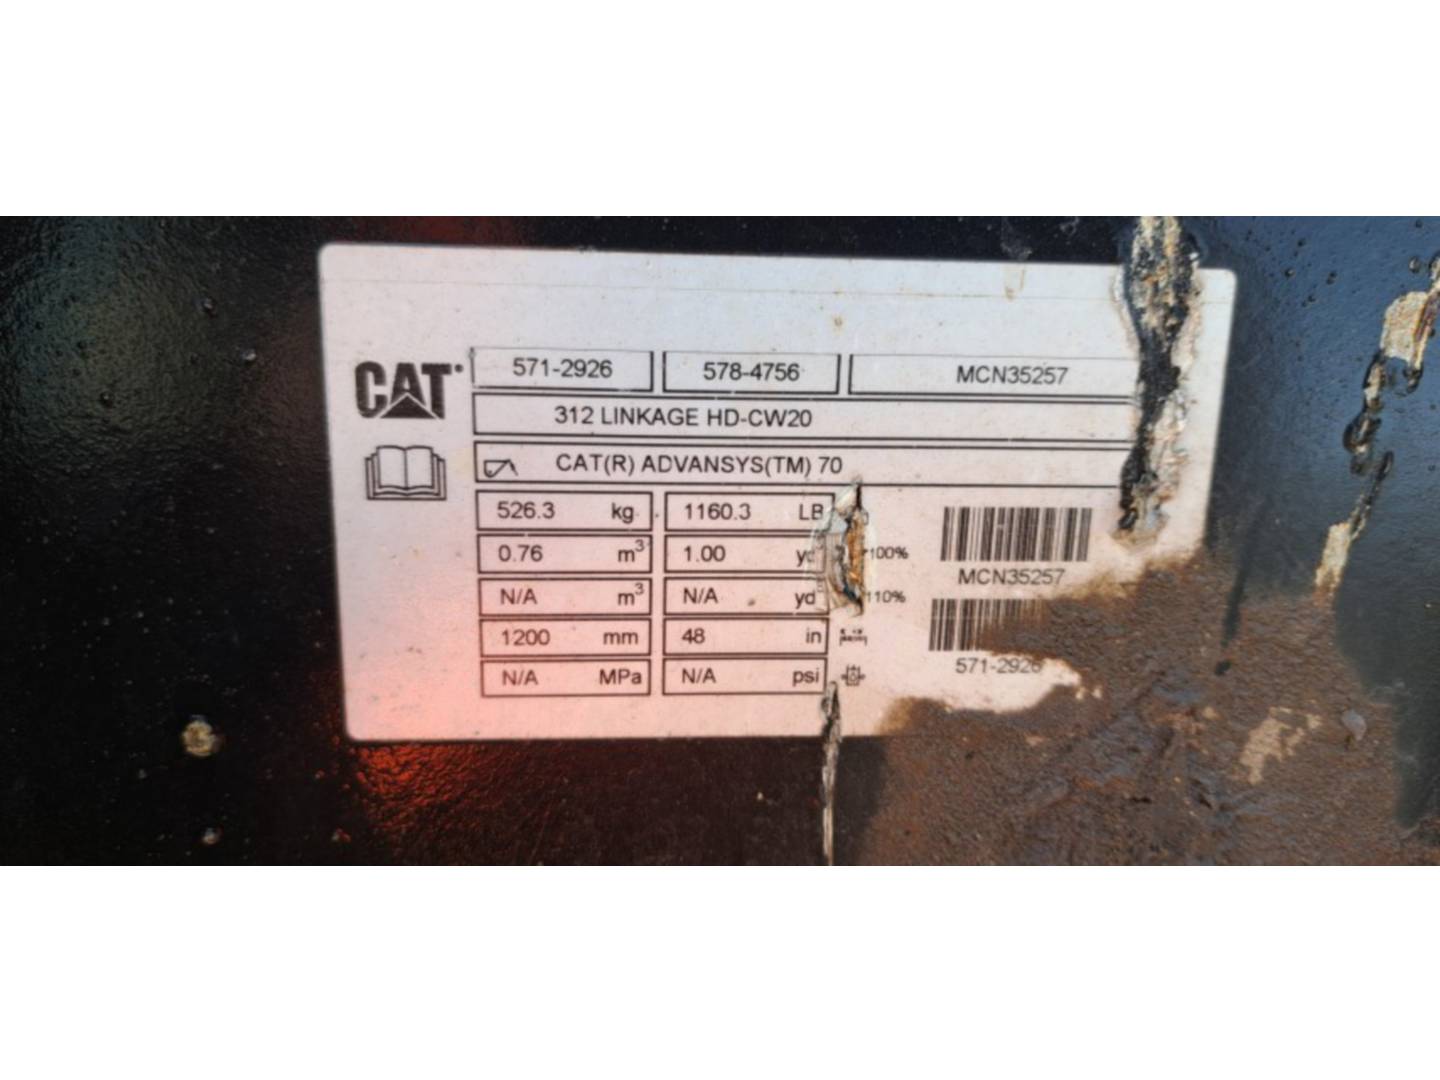 CAT 571-2926 578-4756 MCN35257
312 LINKAGE HD-CW20
CAT(R) ADVANSYS(TM) 70
526.3 kg 1160.3 LB
0.76 m³ 1.00 yd 100%
MCN35257
N/A m³ N/A yd 110%
1200 mm 48 in
571-2926
N/A MPa N/A psi